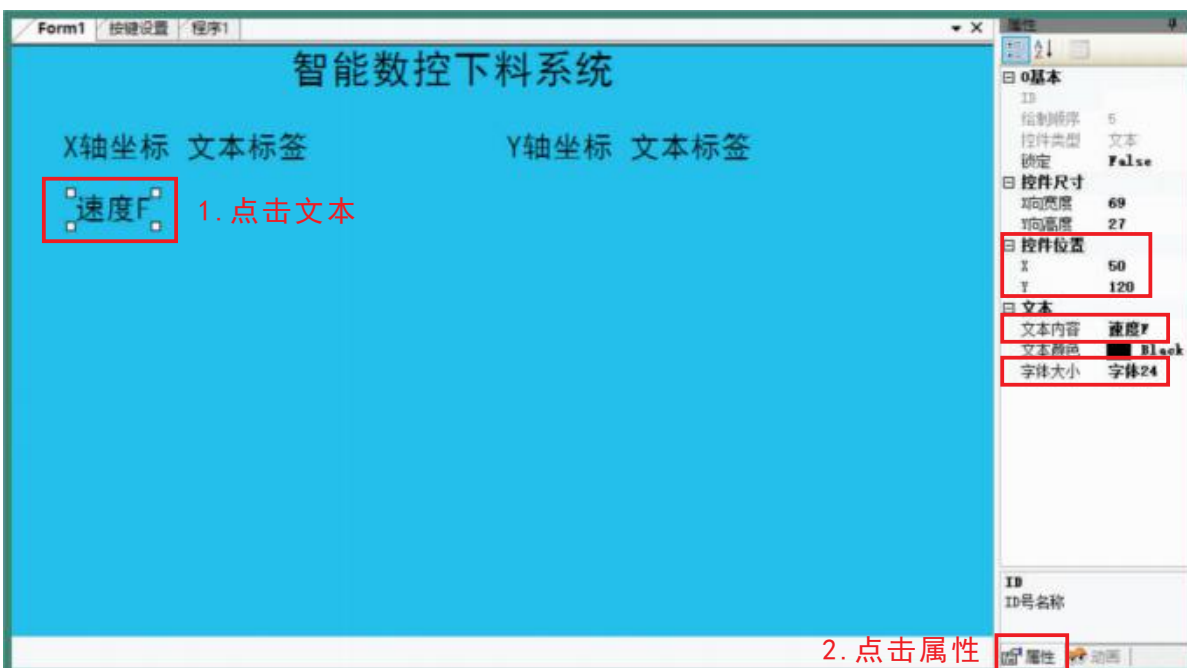 Form1 按键设置 程序1
智能数控下料系统
X轴坐标 文本标签 Y轴坐标 文本标签
速度F 1.点击文本
属性
0基本
ID
绘制顺序 6
控件类型 文本
锁定 False
控件尺寸
X向宽度 69
Y向高度 27
控件位置
X 50
Y 120
文本
文本内容 速度F
文本颜色 Black
字体大小 字体24
ID
ID号名称
2.点击属性 属性 动画